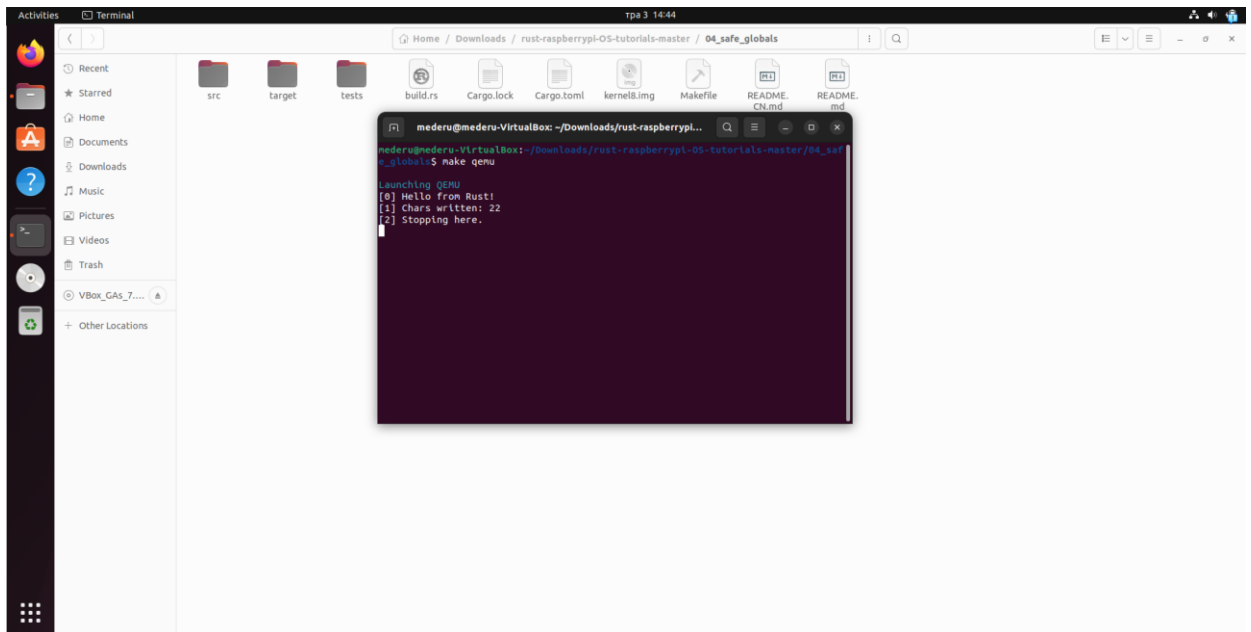 Activities
Terminal
тра 3 14:44
Home / Downloads / rust-raspberrypi-OS-tutorials-master / 04_safe_globals
Recent
Starred
Home
Documents
Downloads
Music
Pictures
Videos
Trash
VBox_GAs_7....
+ Other Locations
src
target
tests
build.rs
Cargo.lock
Cargo.toml
img
kernel8.img
Makefile
README.
CN.md
README.
md
mederu@mederu-VirtualBox: ~/Downloads/rust-raspberrypi...
mederu@mederu-VirtualBox:~/Downloads/rust-raspberrypi-OS-tutorials-master/04_saf
e_globals$ make qemu
Launching QEMU
[0] Hello from Rust!
[1] Chars written: 22
[2] Stopping here.